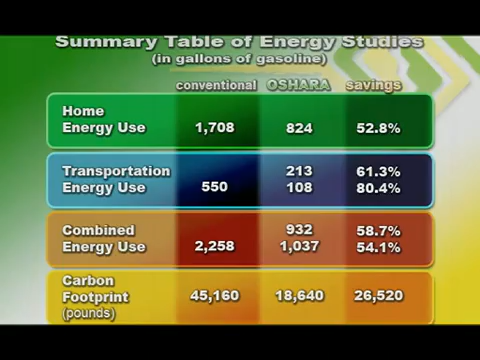 Summary Table of Energy Studies
(in gallons of gasoline)
conventional OSHARA savings
Home
Energy Use 1,708 824 52.8%
Transportation 213 61.3%
Energy Use 550 108 80.4%
Combined 932 58.7%
Energy Use 2,258 1,037 54.1%
Carbon
Footprint 45,160 18,640 26,520
(pounds)